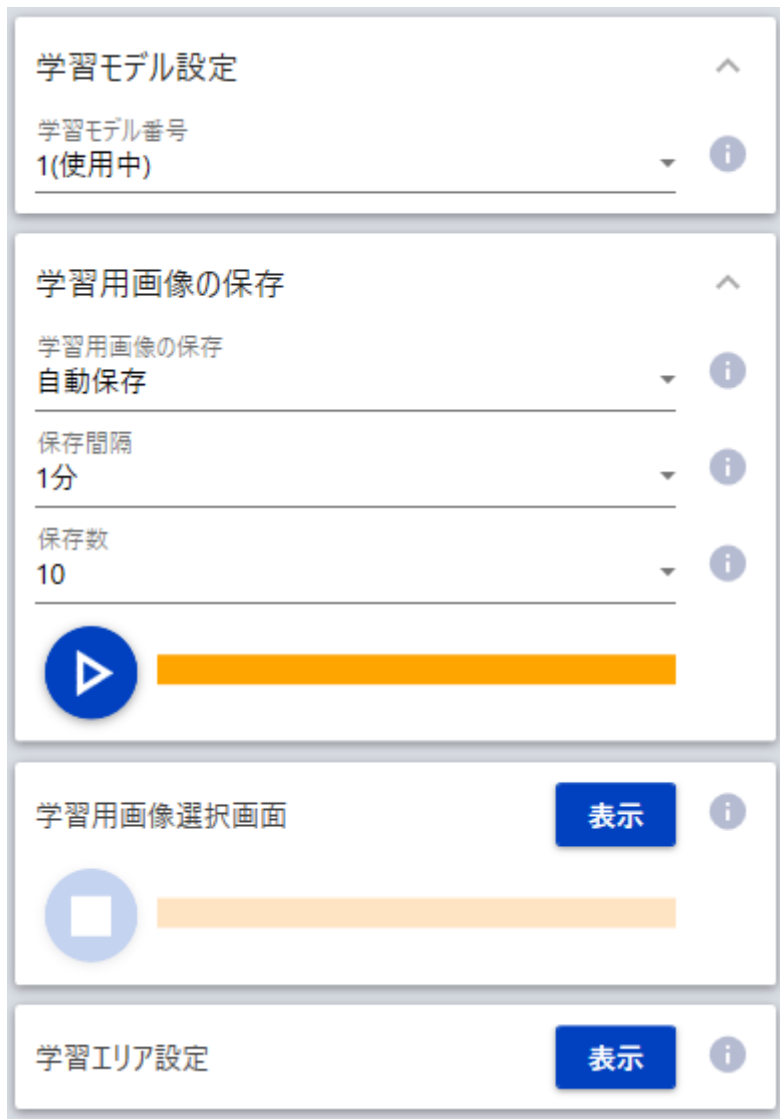 学習モデル設定
学習モデル番号
1(使用中)
学習用画像の保存
学習用画像の保存
自動保存
保存間隔
1分
保存数
10
学習用画像選択画面
表示
学習エリア設定
表示